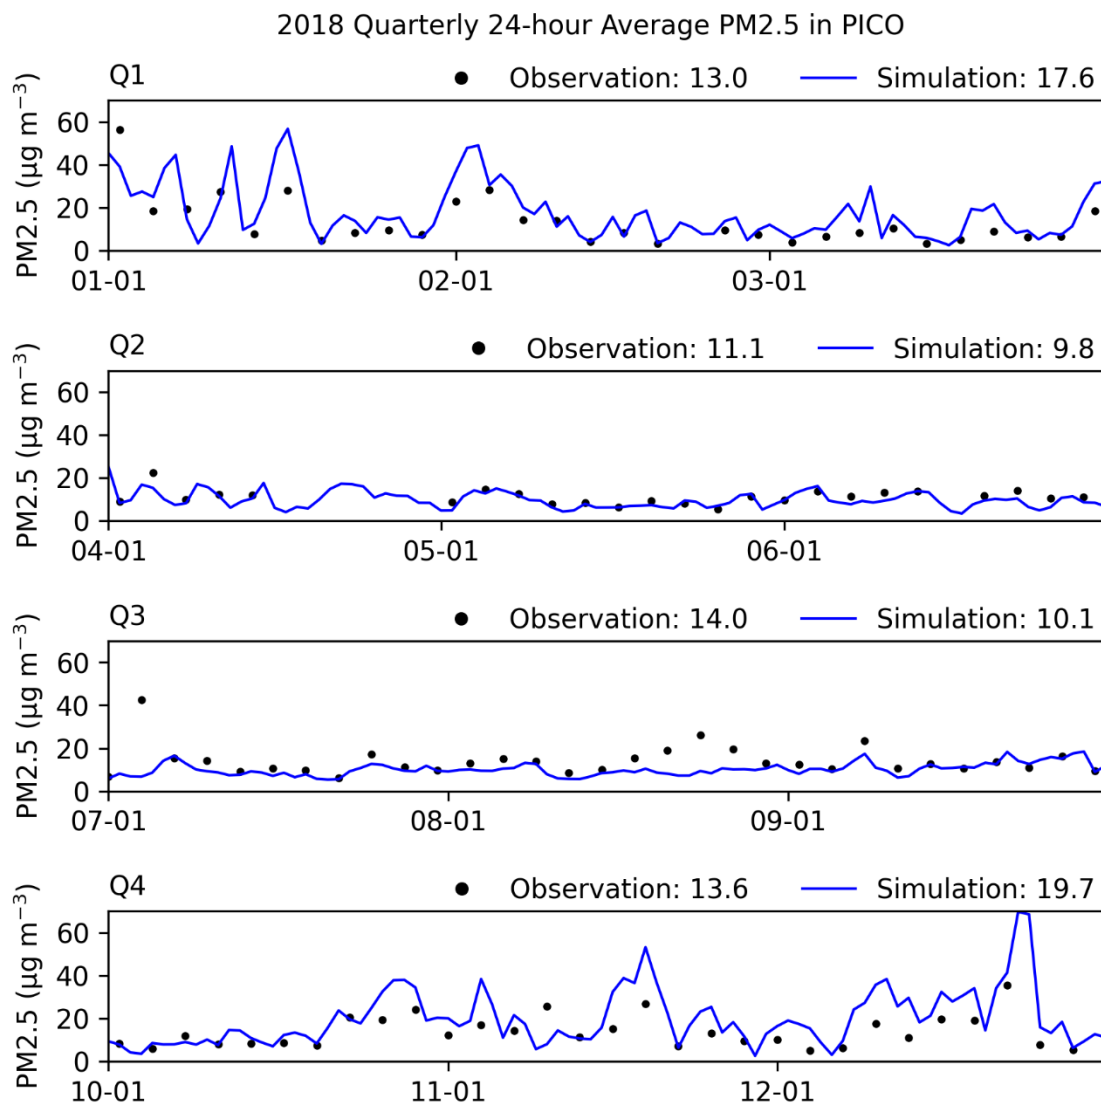 2018 Quarterly 24-hour Average PM2.5 in PICO
Q1 Observation: 13.0 Simulation: 17.6
PM2.5 (μg m⁻³)
60
40
20
0
01-01 02-01 03-01
Q2 Observation: 11.1 Simulation: 9.8
PM2.5 (μg m⁻³)
60
40
20
0
04-01 05-01 06-01
Q3 Observation: 14.0 Simulation: 10.1
PM2.5 (μg m⁻³)
60
40
20
0
07-01 08-01 09-01
Q4 Observation: 13.6 Simulation: 19.7
PM2.5 (μg m⁻³)
60
40
20
0
10-01 11-01 12-01